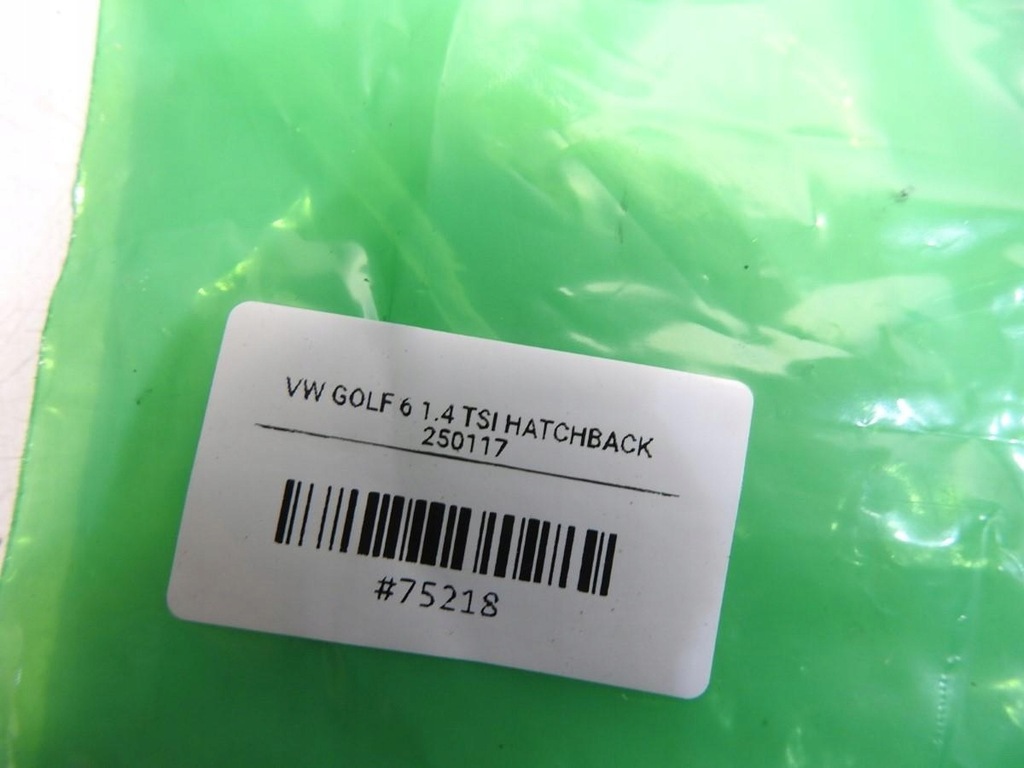 VW GOLF 6 1.4 TSI HATCHBACK
250117
#75218